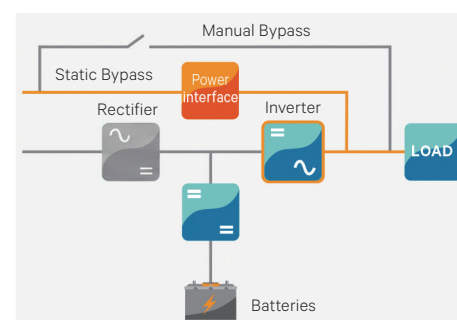 Manual Bypass
Static Bypass
Power
interface
Rectifier
Inverter
LOAD
Batteries